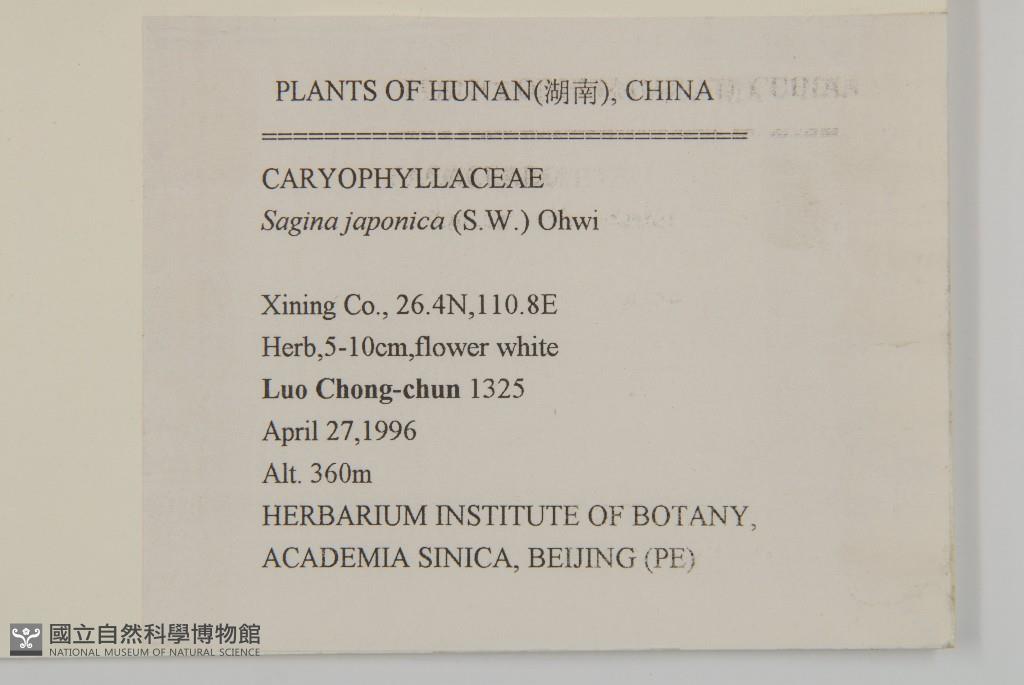 PLANTS OF HUNAN(湖南), CHINA
===============================================
CARYOPHYLLACEAE
Sagina japonica (S.W.) Ohwi
Xining Co., 26.4N,110.8E
Herb,5-10cm,flower white
Luo Chong-chun 1325
April 27,1996
Alt. 360m
HERBARIUM INSTITUTE OF BOTANY,
ACADEMIA SINICA, BEIJING (PE)
國立自然科學博物館
NATIONAL MUSEUM OF NATURAL SCIENCE